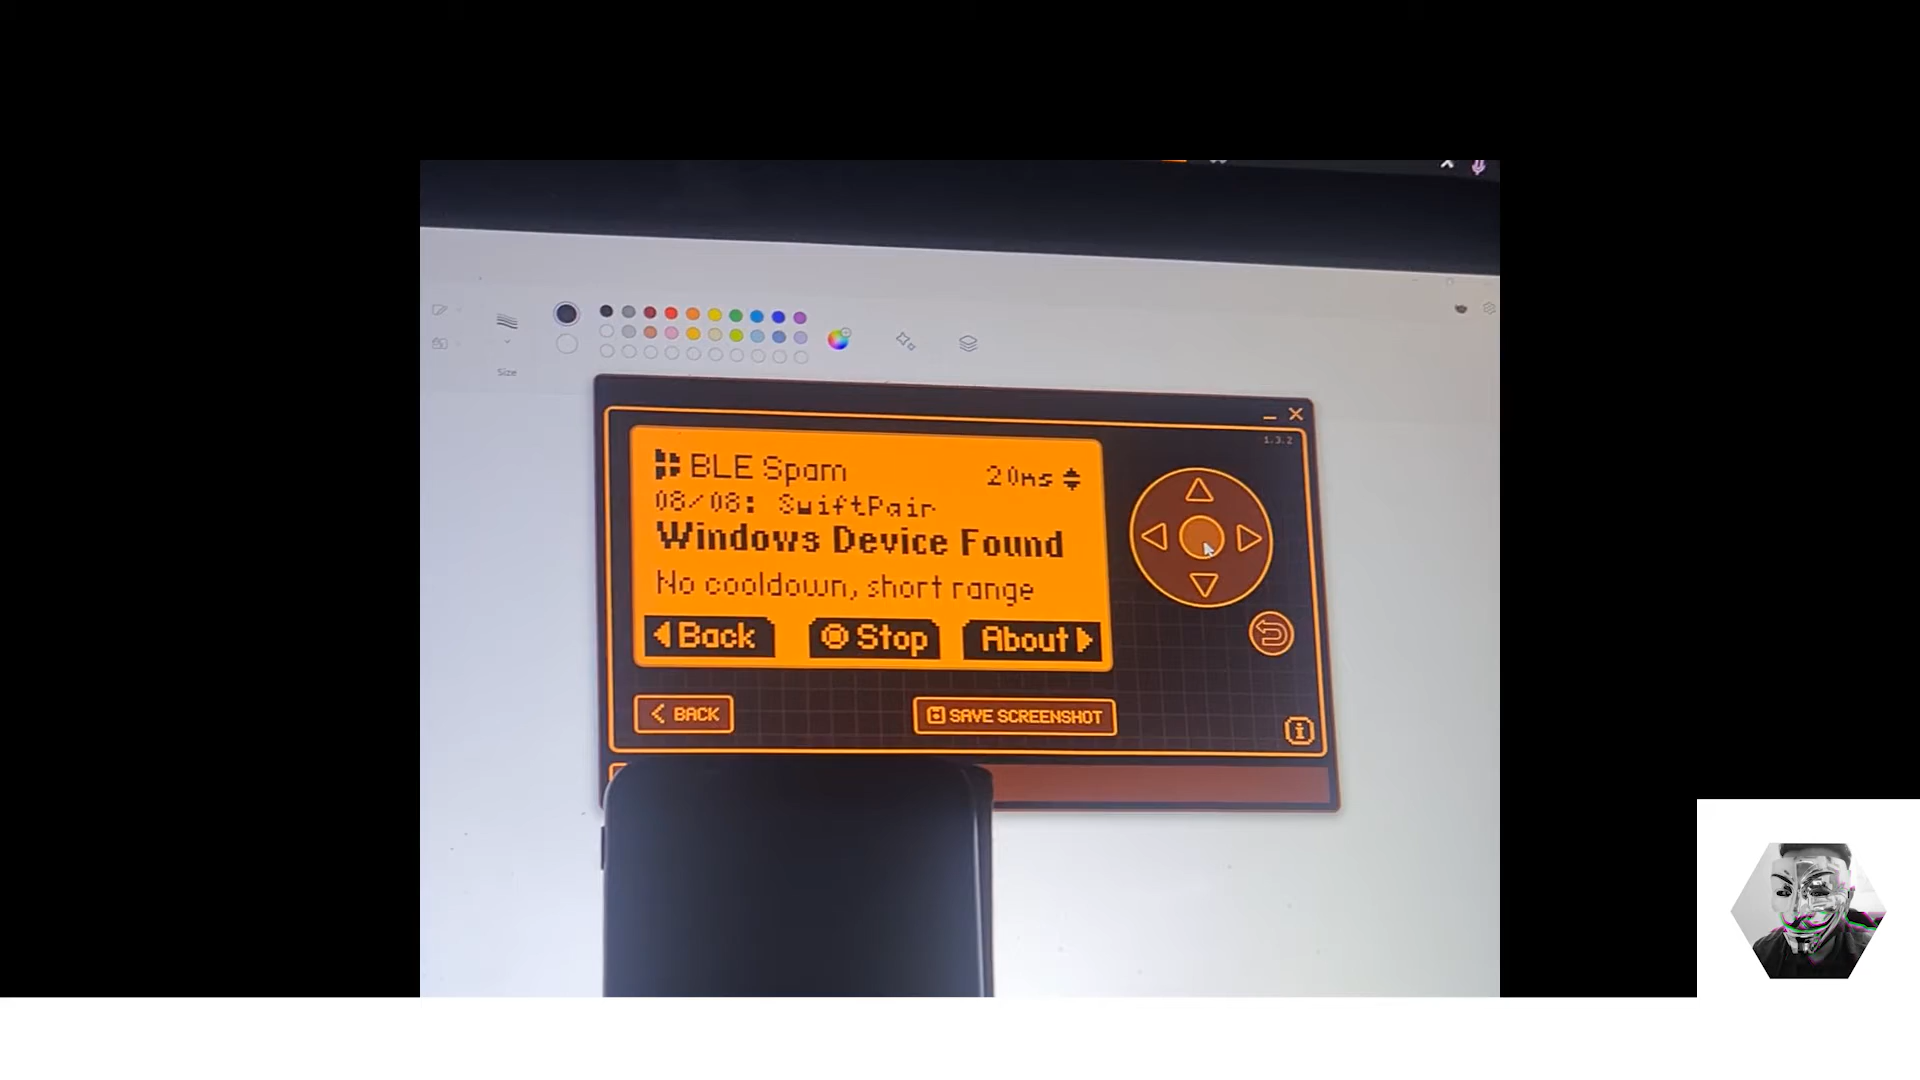 Size
1.3.2
BLE Spam 20ms
08/08: SwiftPair
Windows Device Found
No cooldown, short range
Back Stop About
BACK SAVE SCREENSHOT